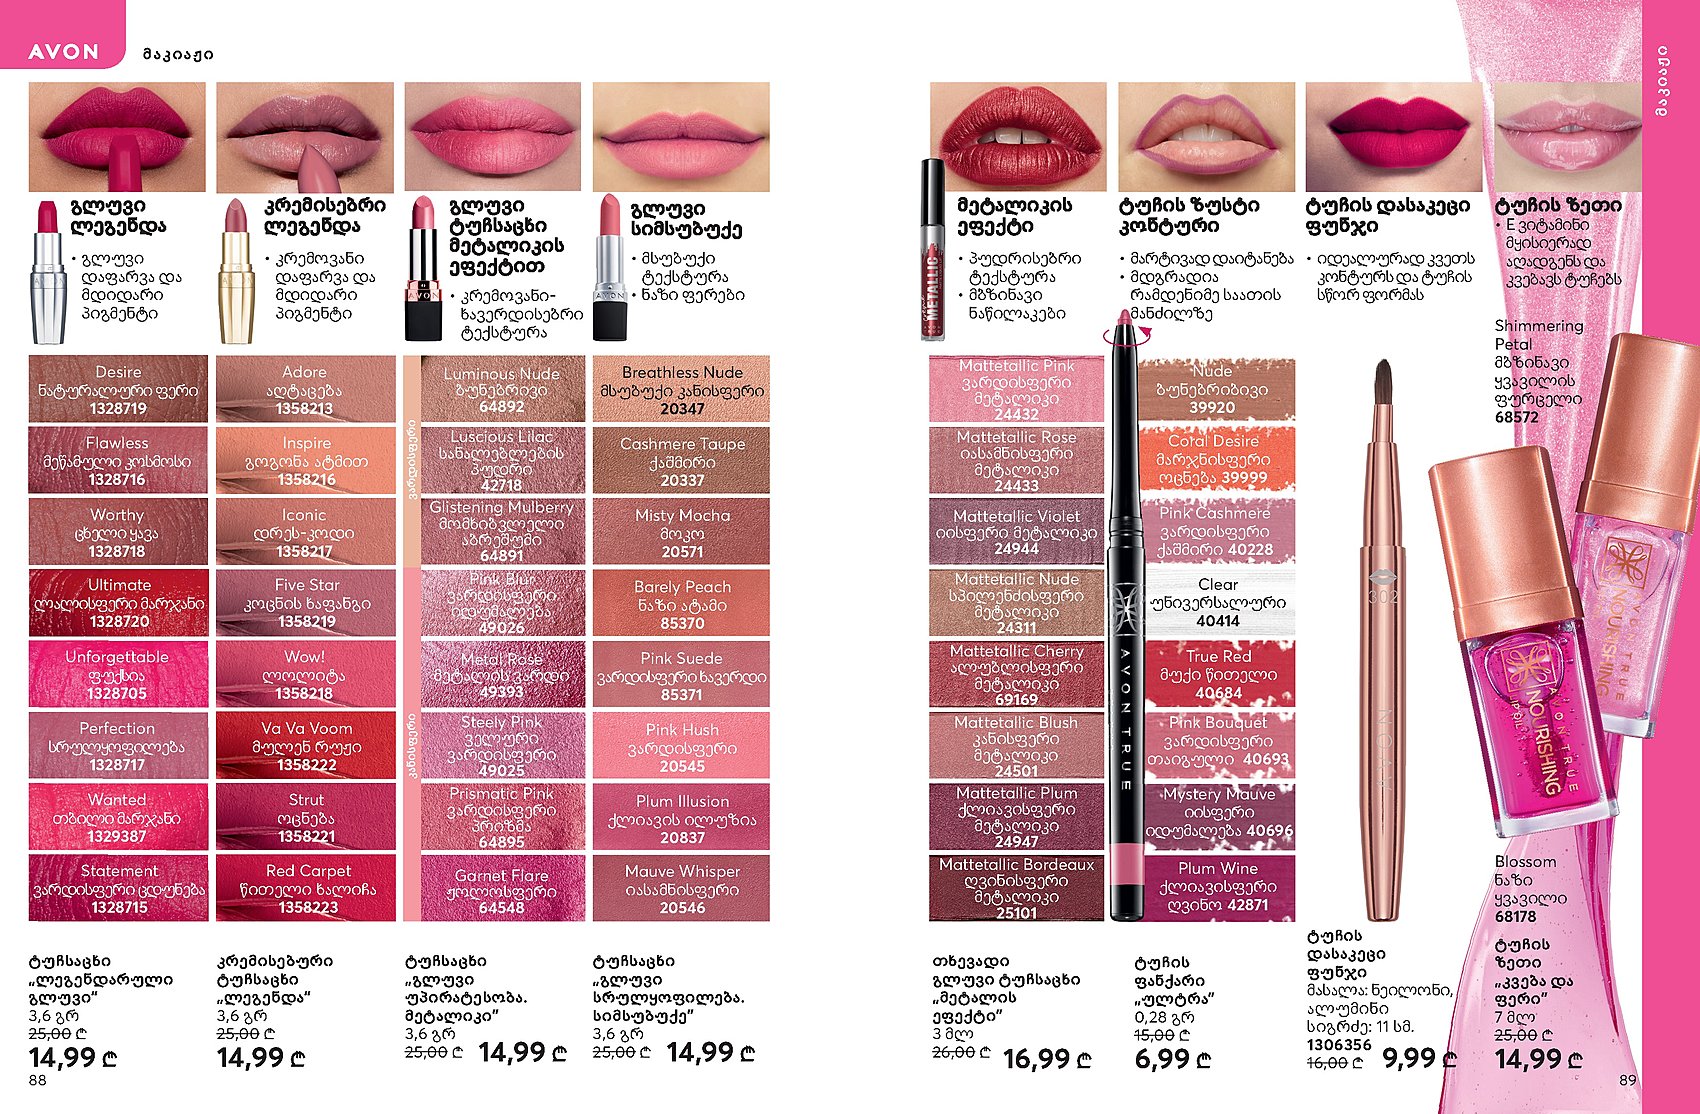 AVON
მაკიაჟი
გლუვი
ლეგენდა
• გლუვი
დაფარვა და
მდიდარი
პიგმენტი
კრემისებრი
ლეგენდა
• კრემოვანი
დაფარვა და
მდიდარი
პიგმენტი
გლუვი
ტუჩსაცხი
მეტალიკის
ეფექტით
• კრემოვანი-
ხავერდისებრი
ტექსტურა
გლუვი
სიმსუბუქე
• მსუბუქი
ტექსტურა
• ნაზი ფერები
Desire
ნატურალური ფერი
1328719
Flawless
მეწამული კოსმოსი
1328716
Worthy
ცხელი ყავა
1328718
Ultimate
ლალისფერი მარჯანი
1328720
Unforgettable
ფუქსია
1328705
Perfection
სრულყოფილება
1328717
Wanted
თბილი მარჯანი
1329387
Statement
ვარდისფერი ცდუნება
1328715
Adore
აღტაცება
1358213
Inspire
გოგონა ატმით
1358216
Iconic
დრეს-კოდი
1358217
Five Star
კოცნის ხაფანგი
1358219
Wow!
ლოლიტა
1358218
Va Va Voom
მულენ რუჟი
1358222
Strut
ოცნება
1358221
Red Carpet
წითელი ხალიჩა
1358223
ვარდისფერი
კანისფერი
Luminous Nude
ბუნებრივი
64892
Luscious Lilac
სანელებლების
პუდრი
42718
Glistening Mulberry
მომხიბვლელი
აბრეშუმი
64891
Pink Blur
ვარდისფერი
იდუმალება
49026
Metal Rose
მეტალის ვარდი
49393
Steely Pink
ველური
ვარდისფერი
49025
Prismatic Pink
ვარდისფერი
პრიზმა
64895
Garnet Flare
ჟოლოსფერი
64548
Breathless Nude
მსუბუქი კანისფერი
20347
Cashmere Taupe
ქაშმირი
20337
Misty Mocha
მოკო
20571
Barely Peach
ნაზი ატამი
85370
Pink Suede
ვარდისფერი ხავერდი
85371
Pink Hush
ვარდისფერი
20545
Plum Illusion
ქლიავის ილუზია
20837
Mauve Whisper
იასამნისფერი
20546
ტუჩსაცხი
„ლეგენდარული
გლუვი“
3,6 გრ
25,00 ₾
14,99 ₾
კრემისებური
ტუჩსაცხი
„ლეგენდა“
3,6 გრ
25,00 ₾
14,99 ₾
ტუჩსაცხი
„გლუვი
უპირატესობა.
მეტალიკი“
3,6 გრ
25,00 ₾ 14,99 ₾
ტუჩსაცხი
„გლუვი
სრულყოფილება.
სიმსუბუქე“
3,6 გრ
25,00 ₾ 14,99 ₾
88
მეტალიკის
ეფექტი
• პუდრისებრი
ტექსტურა
• მბზინავი
ნაწილაკები
ტუჩის ზუსტი
კონტური
• მარტივად დაიტანება
• მდგრადია
რამდენიმე საათის
მანძილზე
ტუჩის დასაკეცი
ფუნჯი
• იდეალურად კვეთს
კონტურს და ტუჩის
სწორ ფორმას
ტუჩის ზეთი
• E ვიტამინი
მყისიერად
აღადგენს და
კვებავს ტუჩებს
Shimmering
Petal
მბზინავი
ყვავილის
ფურცელი
68572
Mattetallic Pink
ვარდისფერი
მეტალიკი
24432
Mattetallic Rose
იასამნისფერი
მეტალიკი
24433
Mattetallic Violet
იისფერი მეტალიკი
24944
Mattetallic Nude
სპილენძისფერი
მეტალიკი
24311
Mattetallic Cherry
ალუბლისფერი
მეტალიკი
69169
Mattetallic Blush
კანისფერი
მეტალიკი
24501
Mattetallic Plum
ქლიავისფერი
მეტალიკი
24947
Mattetallic Bordeaux
ღვინისფერი
მეტალიკი
25101
Nude
ბუნებრიბივი
39920
Coral Desire
მარჯნისფერი
ოცნება 39999
Pink Cashmere
ვარდისფერი
ქაშმირი 40228
Clear
უნივერსალური
40414
True Red
მუქი წითელი
40684
Pink Bouquet
ვარდისფერი
თაიგული 40693
Mystery Mauve
იისფერი
იდუმალება 40696
Plum Wine
ქლიავისფერი
ღვინო 42871
METALLIC
AVON TRUE
302
AVON
AVON TRUE
NOURISHING
LIP OIL
AVON TRUE
NOURISHING
Blossom
ნაზი
ყვავილი
68178
თხევადი
გლუვი ტუჩსაცხი
„მეტალის
ეფექტი“
3 მლ
26,00 ₾ 16,99 ₾
ტუჩის
ფანქარი
„ულტრა“
0,28 გრ
15,00 ₾
6,99 ₾
ტუჩის
დასაკეცი
ფუნჯი
მასალა: ნეილონი,
ალუმინი
სიგრძე: 11 სმ.
1306356
16,00 ₾ 9,99 ₾
ტუჩის
ზეთი
„კვება და
ფერი“
7 მლ
25,00 ₾
14,99 ₾
89
მაკიაჟი